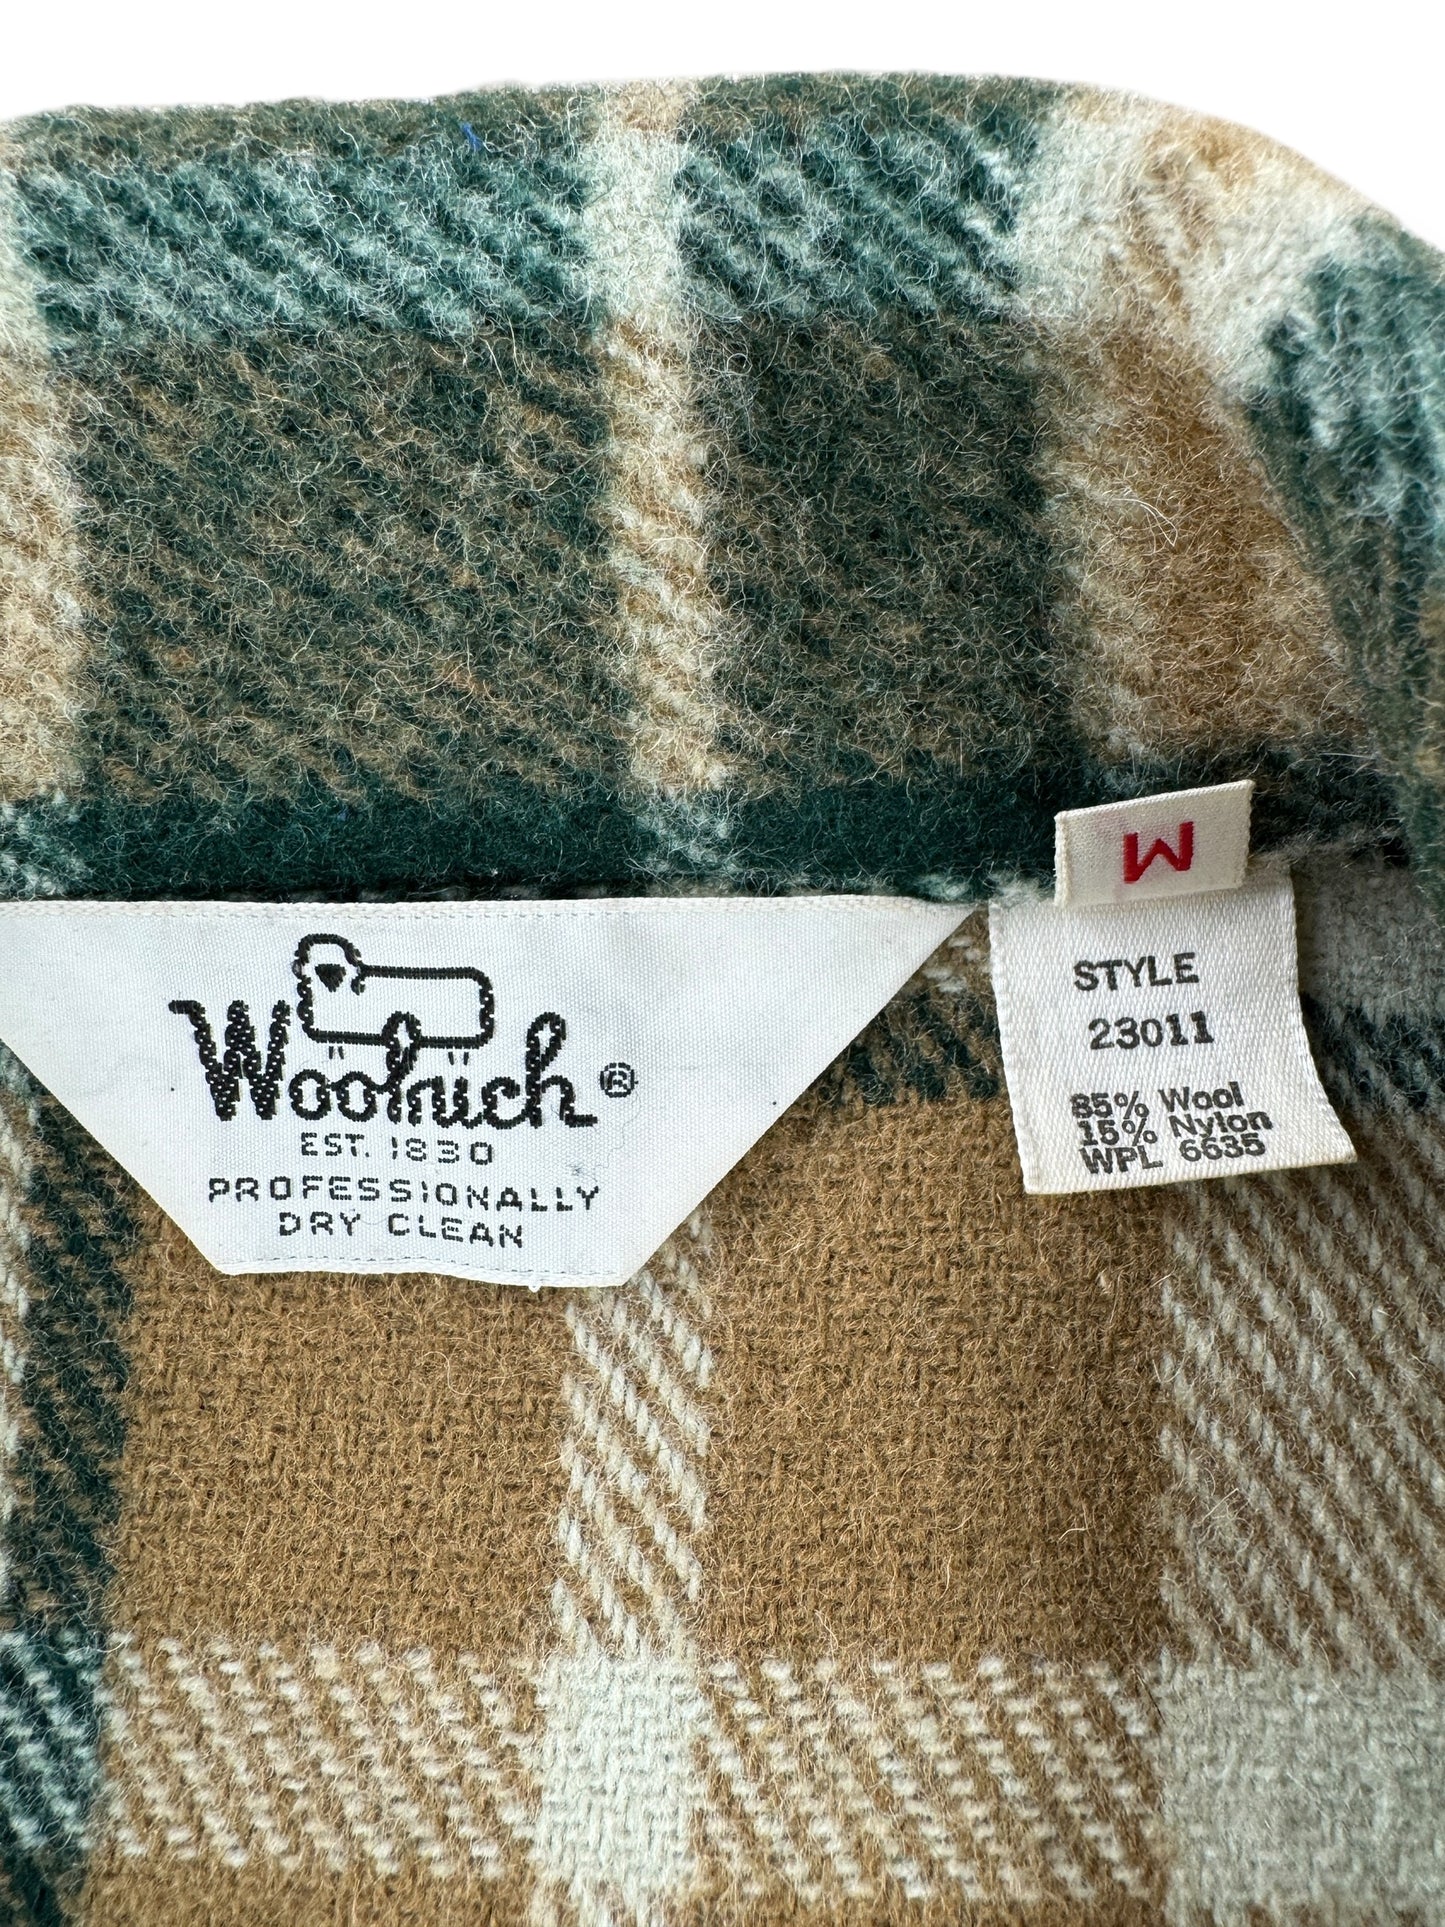 Woolrich®
EST. 1830
PROFESSIONALLY
DRY CLEAN
M
STYLE
23011
85% Wool
15% Nylon
WPL 6635